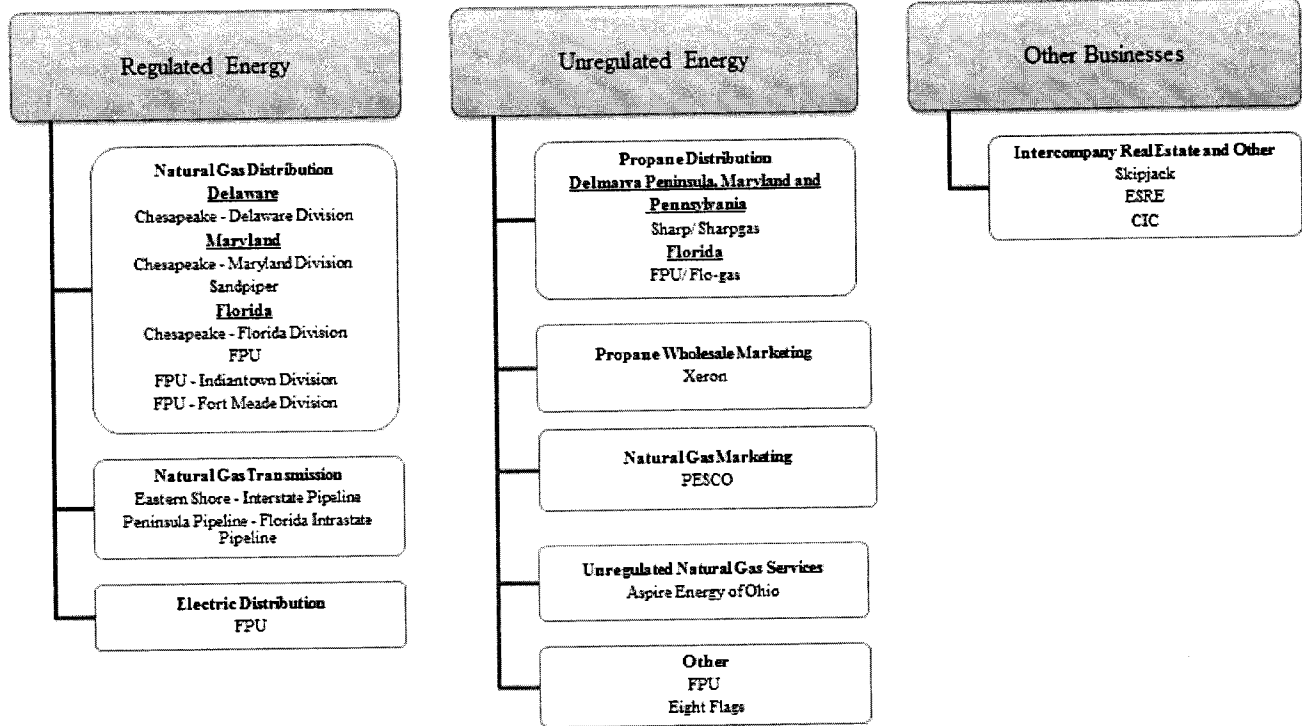 Regulated Energy
Natural Gas Distribution
Delaware
Chesapeake - Delaware Division
Maryland
Chesapeake - Maryland Division
Sandpiper
Florida
Chesapeake - Florida Division
FPU
FPU - Indiantown Division
FPU - Fort Meade Division
Natural Gas Transmission
Eastern Shore - Interstate Pipeline
Peninsula Pipeline - Florida Intrastate
Pipeline
Electric Distribution
FPU
Unregulated Energy
Propane Distribution
Delmarva Peninsula, Maryland and
Pennsylvania
Sharp/ Sharpgas
Florida
FPU/ Flo-gas
Propane Wholesale Marketing
Xeron
Natural Gas Marketing
PESCO
Unregulated Natural Gas Services
Aspire Energy of Ohio
Other
FPU
Eight Flags
Other Businesses
Intercompany Real Estate and Other
Skipjack
ESRE
CIC